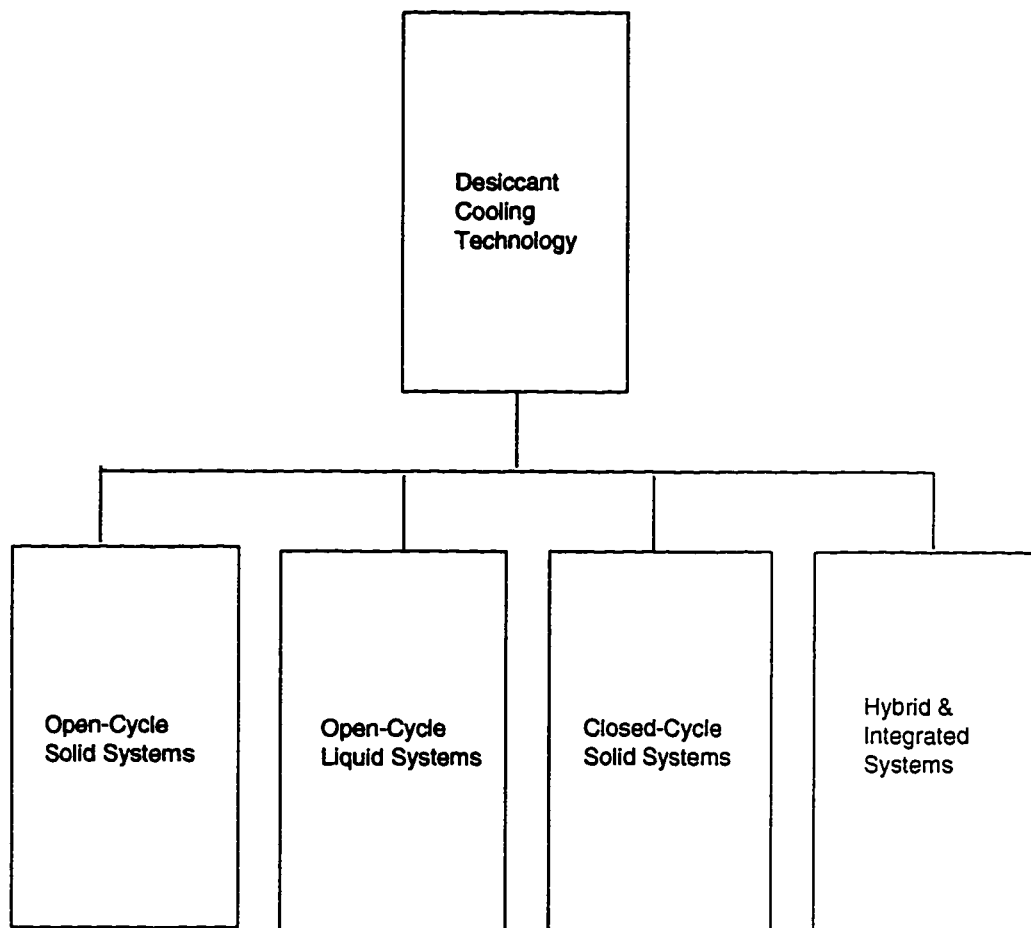 Desiccant
Cooling
Technology
Open-Cycle
Solid Systems
Open-Cycle
Liquid Systems
Closed-Cycle
Solid Systems
Hybrid &
Integrated
Systems